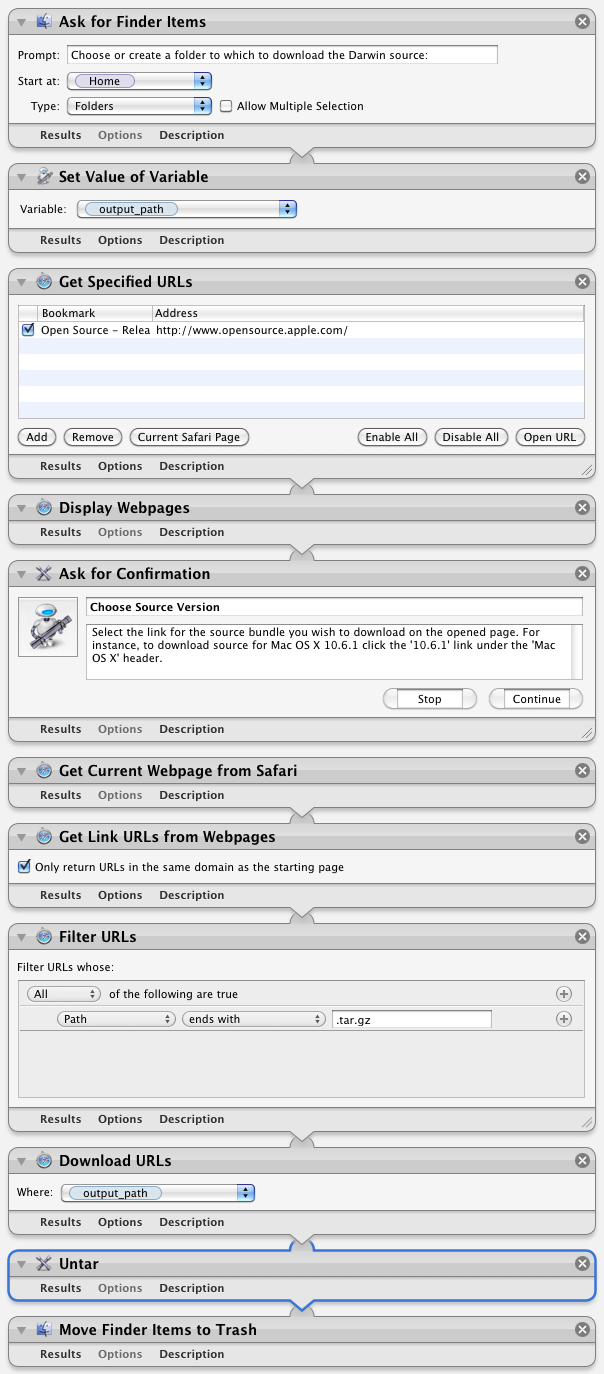 Ask for Finder Items
Prompt: Choose or create a folder to which to download the Darwin source:
Start at: Home
Type: Folders Allow Multiple Selection
Results Options Description
Set Value of Variable
Variable: output_path
Results Options Description
Get Specified URLs
Bookmark Address
Open Source – Relea http://www.opensource.apple.com/
Add Remove Current Safari Page Enable All Disable All Open URL
Results Options Description
Display Webpages
Results Options Description
Ask for Confirmation
Choose Source Version
Select the link for the source bundle you wish to download on the opened page. For
instance, to download source for Mac OS X 10.6.1 click the '10.6.1' link under the 'Mac
OS X' header.
Stop Continue
Results Options Description
Get Current Webpage from Safari
Results Options Description
Get Link URLs from Webpages
Only return URLs in the same domain as the starting page
Results Options Description
Filter URLs
Filter URLs whose:
All of the following are true
Path ends with .tar.gz
Results Options Description
Download URLs
Where: output_path
Results Options Description
Untar
Results Options Description
Move Finder Items to Trash
Results Options Description